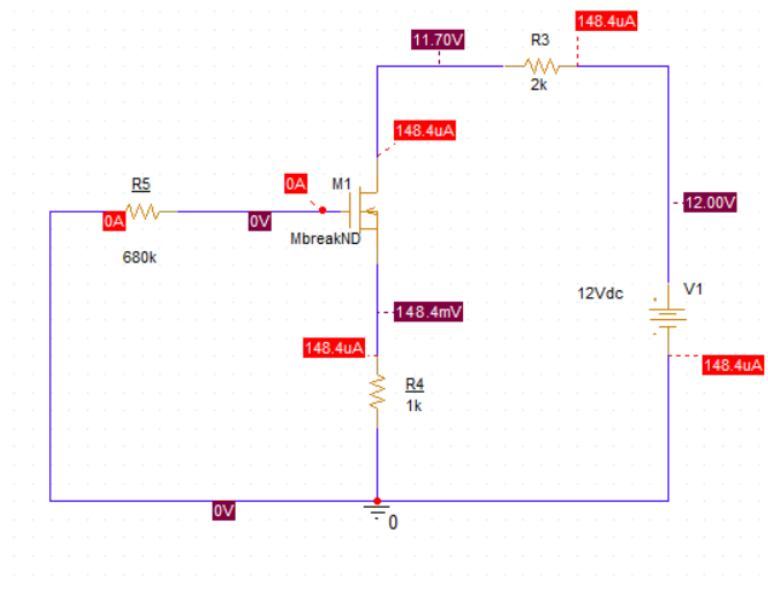 148.4uA
11.70V
R3
2k
148.4uA
R5
0A
M1
12.00V
0A
0V
MbreakND
680k
12Vdc
V1
148.4mV
148.4uA
148.4uA
R4
1k
0V
0